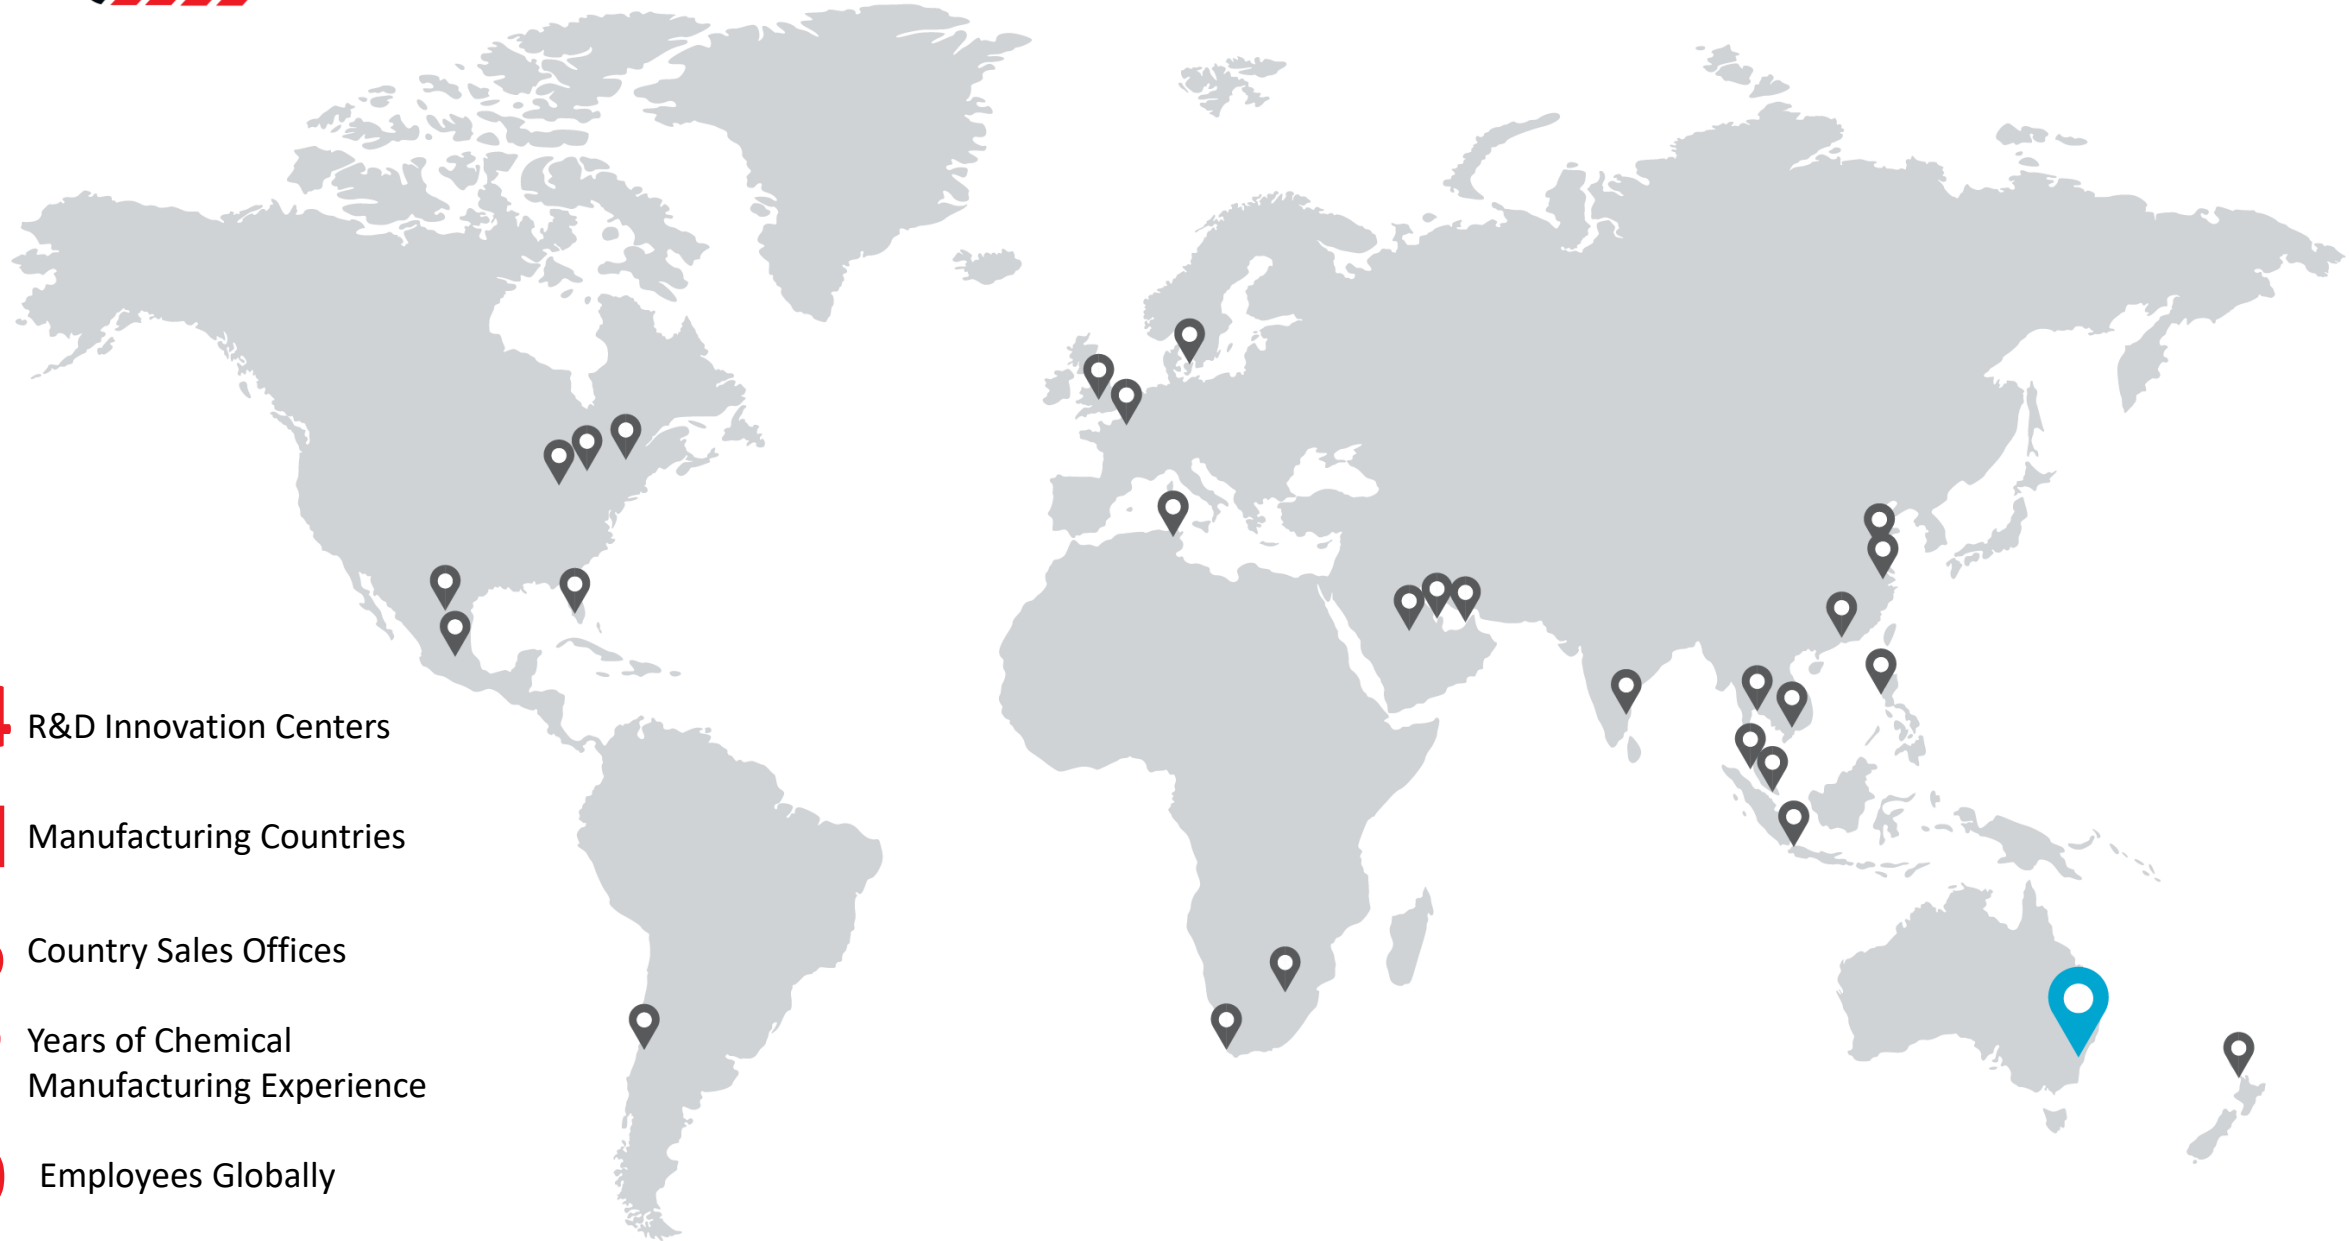 R&D Innovation Centers
Manufacturing Countries
Country Sales Offices
Years of Chemical
Manufacturing Experience
Employees Globally